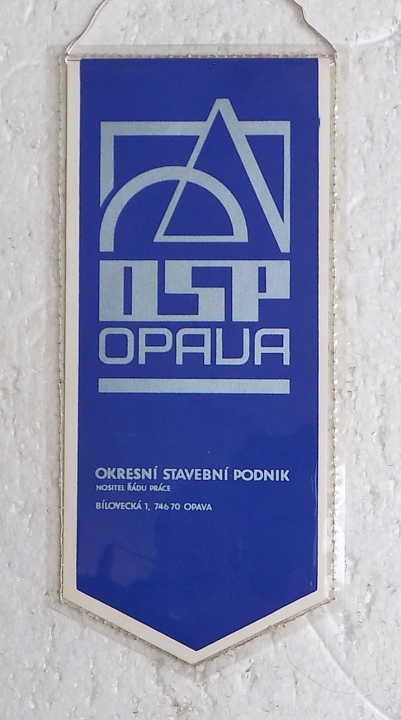 OSP
OPAVA
OKRESNÍ STAVEBNÍ PODNIK
NOSITEL ŘÁDU PRÁCE
BÍLOVECKÁ 1, 746 70 OPAVA